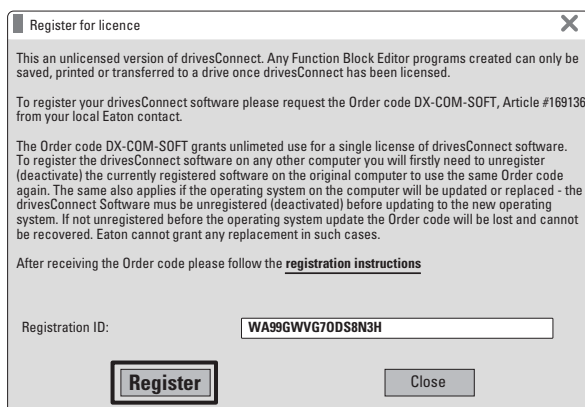 Register for licence
This an unlicensed version of drivesConnect. Any Function Block Editor programs created can only be
saved, printed or transferred to a drive once drivesConnect has been licensed.
To register your drivesConnect software please request the Order code DX-COM-SOFT, Article #169136
from your local Eaton contact.
The Order code DX-COM-SOFT grants unlimeted use for a single license of drivesConnect software.
To register the drivesConnect software on any other computer you will firstly need to unregister
(deactivate) the currently registered software on the original computer to use the same Order code
again. The same also applies if the operating system on the computer will be updated or replaced - the
drivesConnect Software mus be unregistered (deactivated) before updating to the new operating
system. If not unregistered before the operating system update the Order code will be lost and cannot
be recovered. Eaton cannot grant any replacement in such cases.
After receiving the Order code please follow the registration instructions
Registration ID: WA99GWVG7ODS8N3H
Register Close